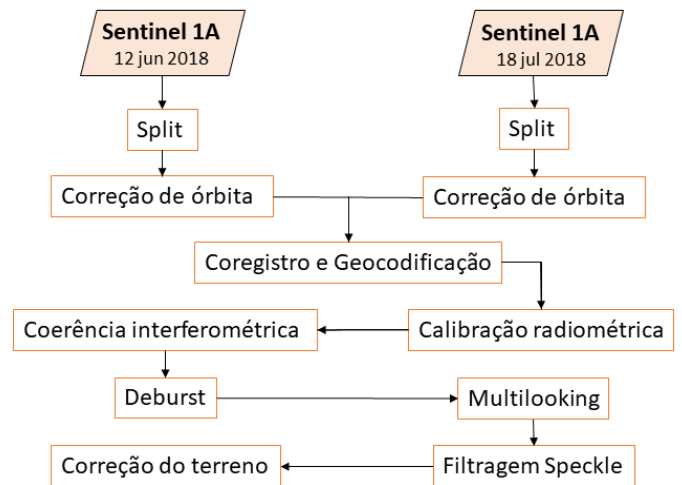 Sentinel 1A
12 jun 2018
Sentinel 1A
18 jul 2018
Split
Split
Correção de órbita
Correção de órbita
Coregistro e Geocodificação
Coerência interferométrica
Calibração radiométrica
Deburst
Multilooking
Correção do terreno
Filtragem Speckle